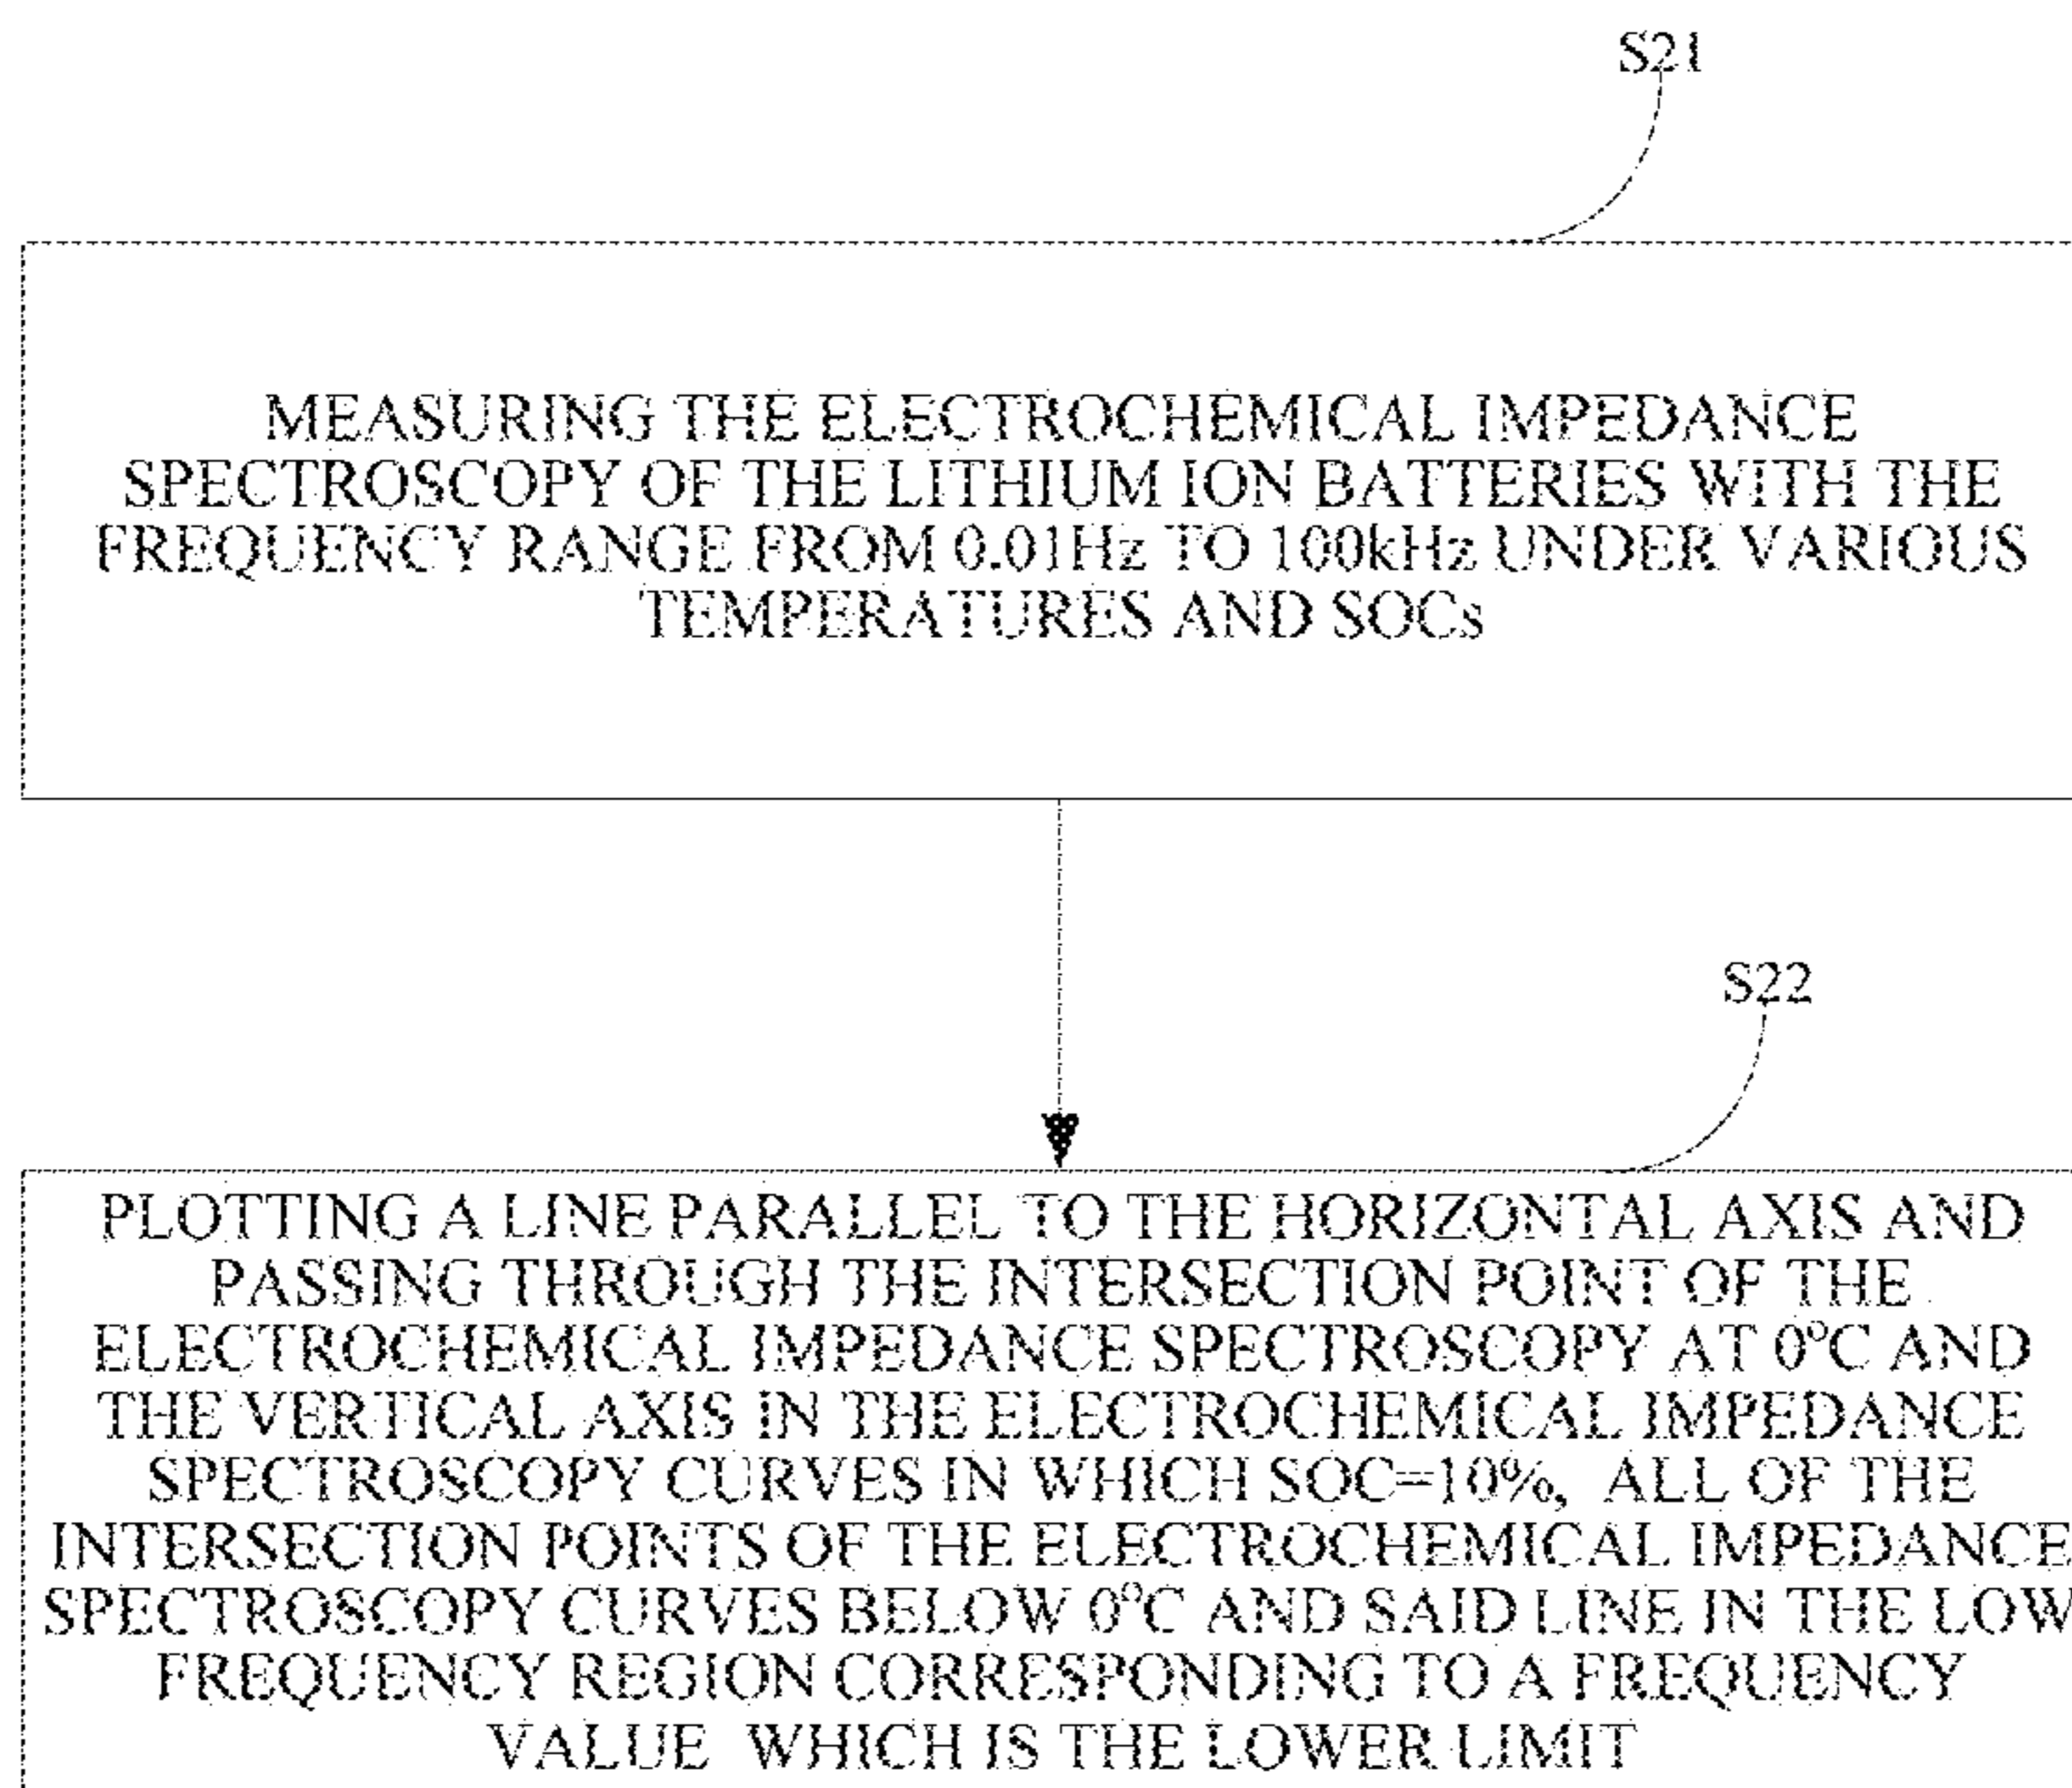 S21
MEASURING THE ELECTROCHEMICAL IMPEDANCE
SPECTROSCOPY OF THE LITHIUM ION BATTERIES WITH THE
FREQUENCY RANGE FROM 0.01Hz TO 100kHz UNDER VARIOUS
TEMPERATURES AND SOCs
S22
PLOTTING A LINE PARALLEL TO THE HORIZONTAL AXIS AND
PASSING THROUGH THE INTERSECTION POINT OF THE
ELECTROCHEMICAL IMPEDANCE SPECTROSCOPY AT 0°C AND
THE VERTICAL AXIS IN THE ELECTROCHEMICAL IMPEDANCE
SPECTROSCOPY CURVES IN WHICH SOC=10%, ALL OF THE
INTERSECTION POINTS OF THE ELECTROCHEMICAL IMPEDANCE
SPECTROSCOPY CURVES BELOW 0°C AND SAID LINE IN THE LOW
FREQUENCY REGION CORRESPONDING TO A FREQUENCY
VALUE WHICH IS THE LOWER LIMIT